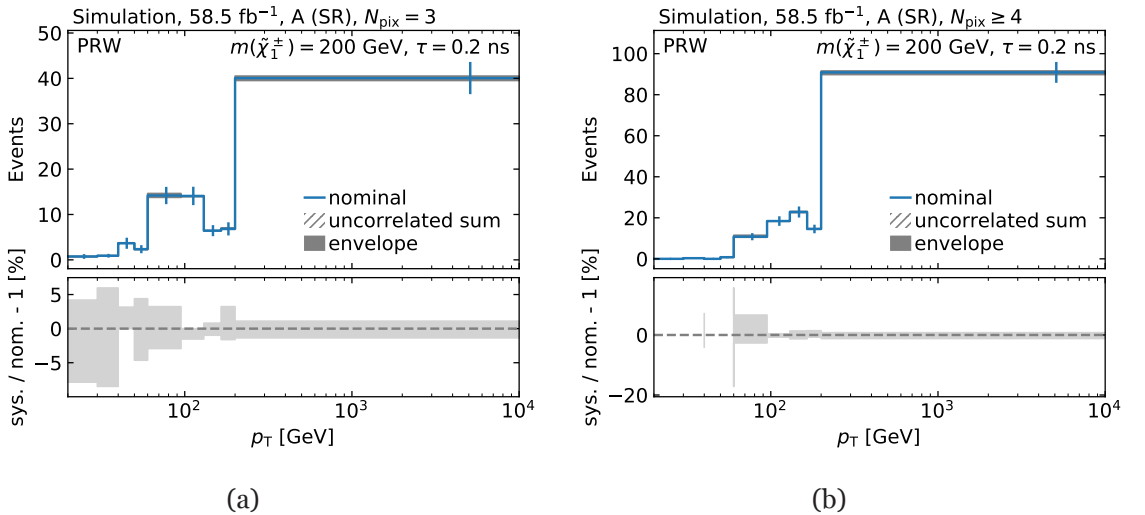 Simulation, 58.5 fb⁻¹, A (SR), N_pix = 3
PRW
m(χ̃₁^±) = 200 GeV, τ = 0.2 ns
Events
50
40
30
20
10
0
nominal
uncorrelated sum
envelope
sys. / nom. - 1 [%]
5
0
−5
10²
10³
10⁴
p_T [GeV]
(a)
Simulation, 58.5 fb⁻¹, A (SR), N_pix ≥ 4
PRW
m(χ̃₁^±) = 200 GeV, τ = 0.2 ns
Events
100
80
60
40
20
0
nominal
uncorrelated sum
envelope
sys. / nom. - 1 [%]
0
−20
10²
10³
10⁴
p_T [GeV]
(b)